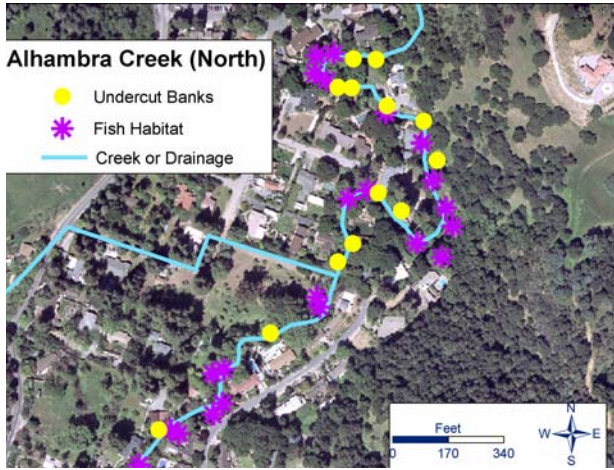 Alhambra Creek (North)
Undercut Banks
Fish Habitat
Creek or Drainage
Feet
0 170 340
N
W E
S